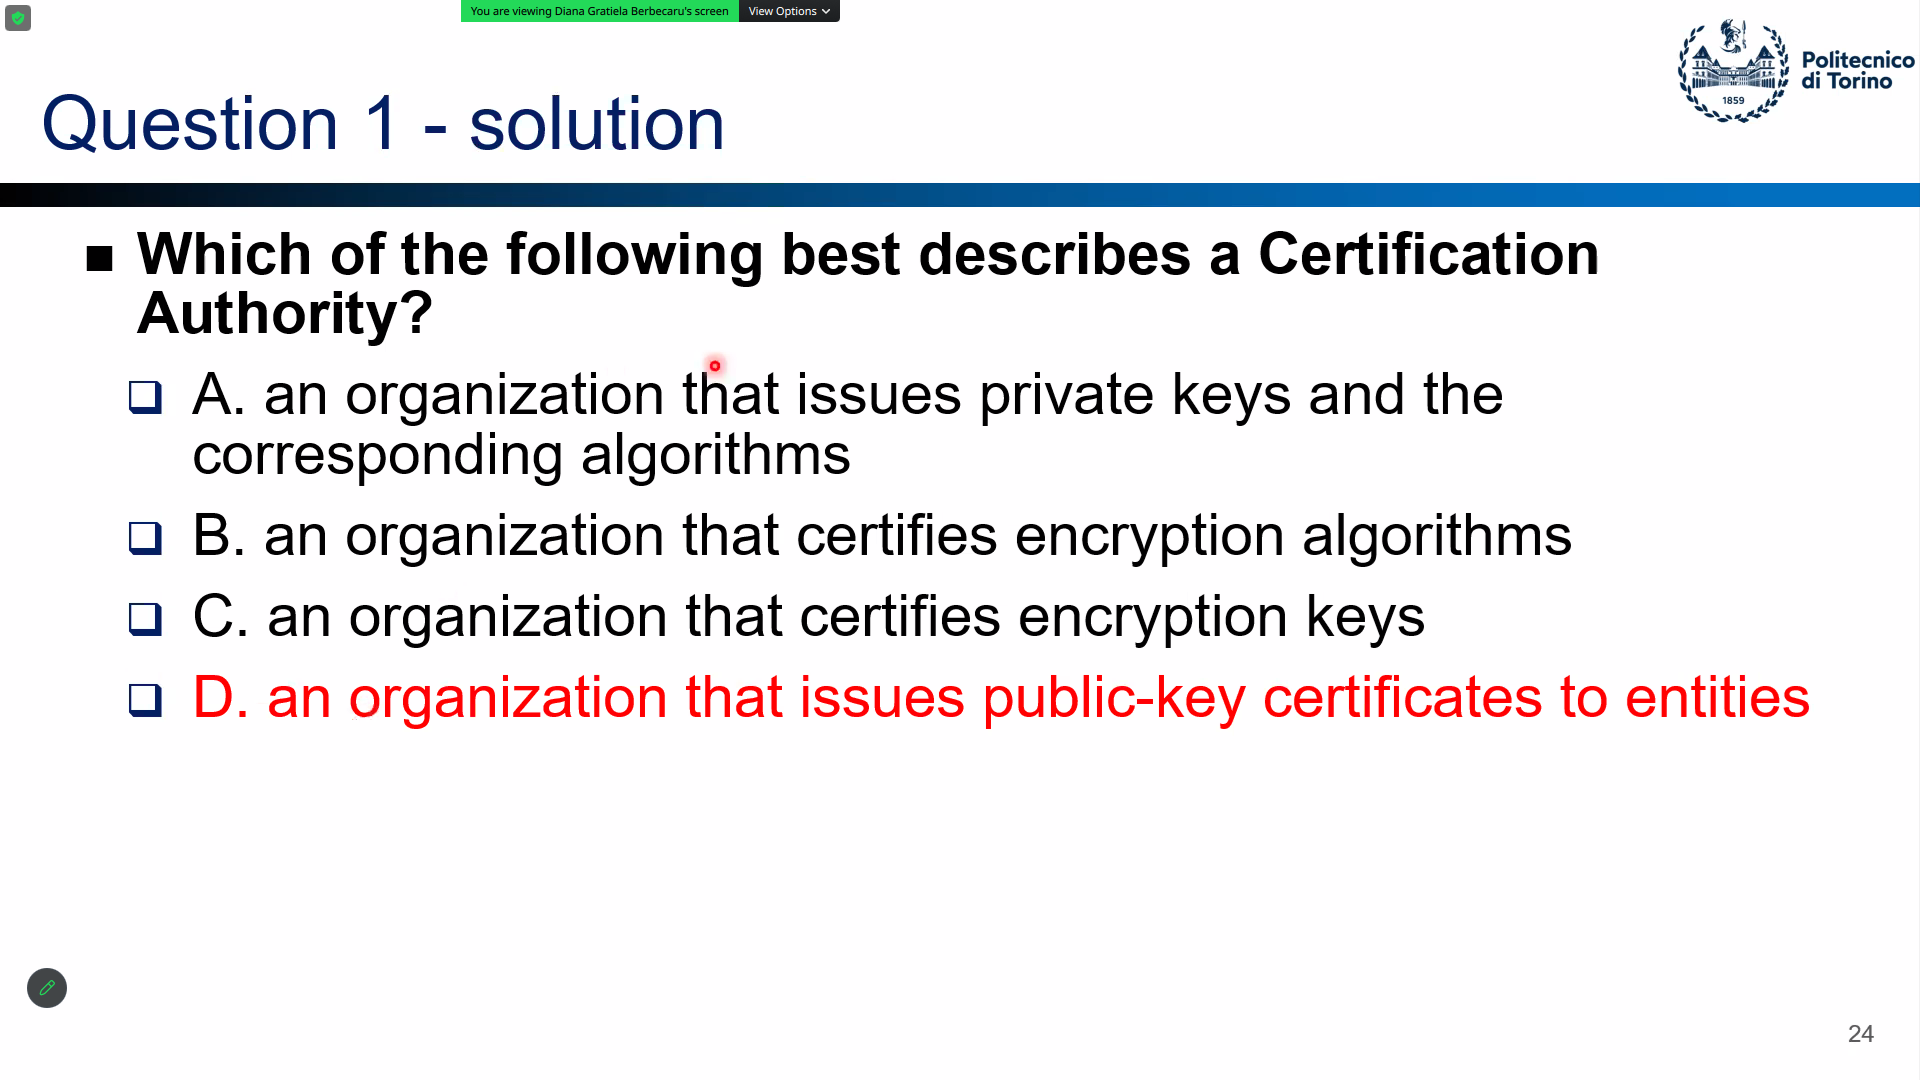 You are viewing Diana Gratiela Berbecaru's screen View Options
Politecnico
di Torino
1859
Question 1 - solution
Which of the following best describes a Certification
Authority?
A. an organization that issues private keys and the
corresponding algorithms
B. an organization that certifies encryption algorithms
C. an organization that certifies encryption keys
D. an organization that issues public-key certificates to entities
24